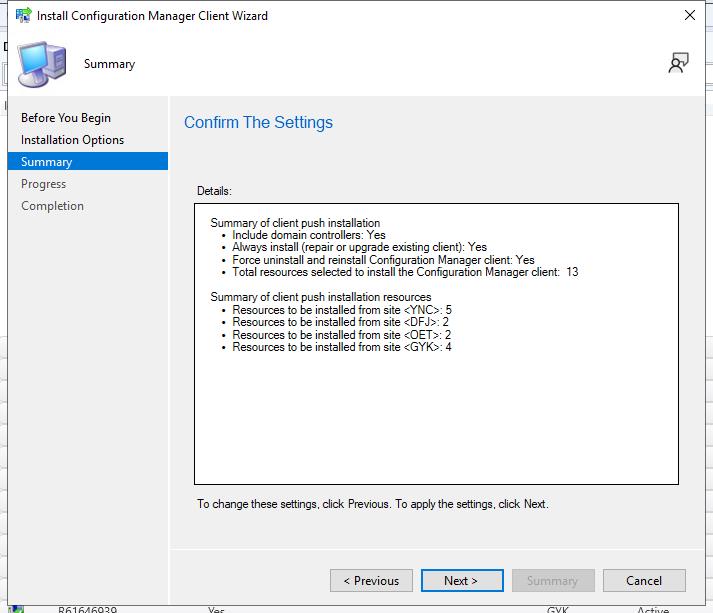 Install Configuration Manager Client Wizard
Summary
Before You Begin
Installation Options
Summary
Progress
Completion
Confirm The Settings
Details:
Summary of client push installation
• Include domain controllers: Yes
• Always install (repair or upgrade existing client): Yes
• Force uninstall and reinstall Configuration Manager client: Yes
• Total resources selected to install the Configuration Manager client: 13
Summary of client push installation resources
• Resources to be installed from site <YNC>: 5
• Resources to be installed from site <DFJ>: 2
• Resources to be installed from site <OET>: 2
• Resources to be installed from site <GYK>: 4
To change these settings, click Previous. To apply the settings, click Next.
< Previous
Next >
Summary
Cancel
R61646939 Yes GYK Active